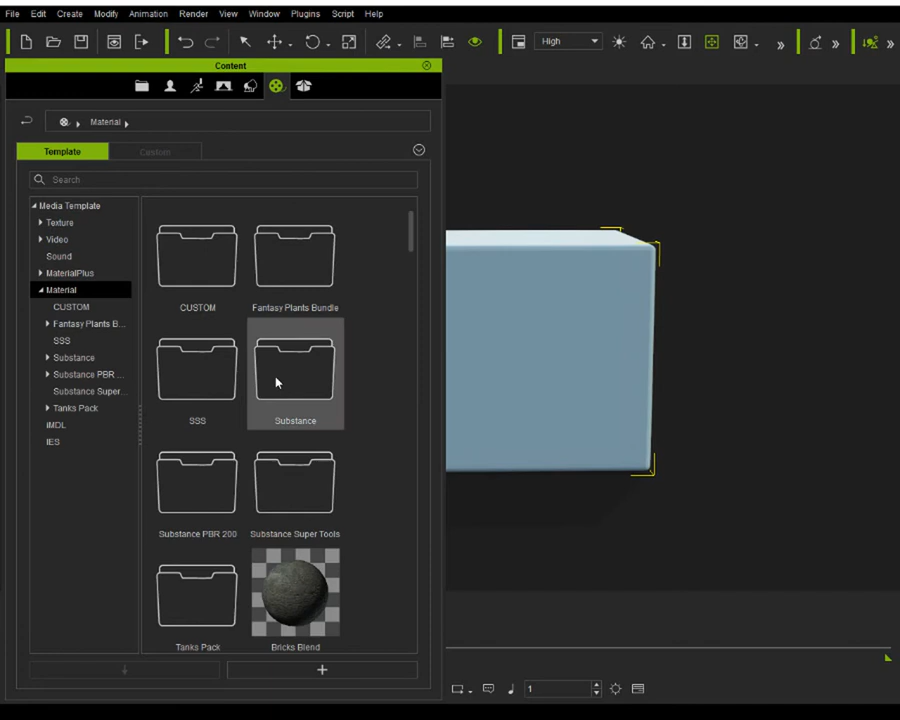 File Edit Create Modify Animation Render View Window Plugins Script Help
High
Content
Material
Template Custom
Search
Media Template
Texture
Video
Sound
MaterialPlus
Material
CUSTOM
Fantasy Plants B...
SSS
Substance
Substance PBR ...
Substance Super...
Tanks Pack
iMDL
IES
CUSTOM Fantasy Plants Bundle
SSS Substance
Substance PBR 200 Substance Super Tools
Tanks Pack Bricks Blend
1